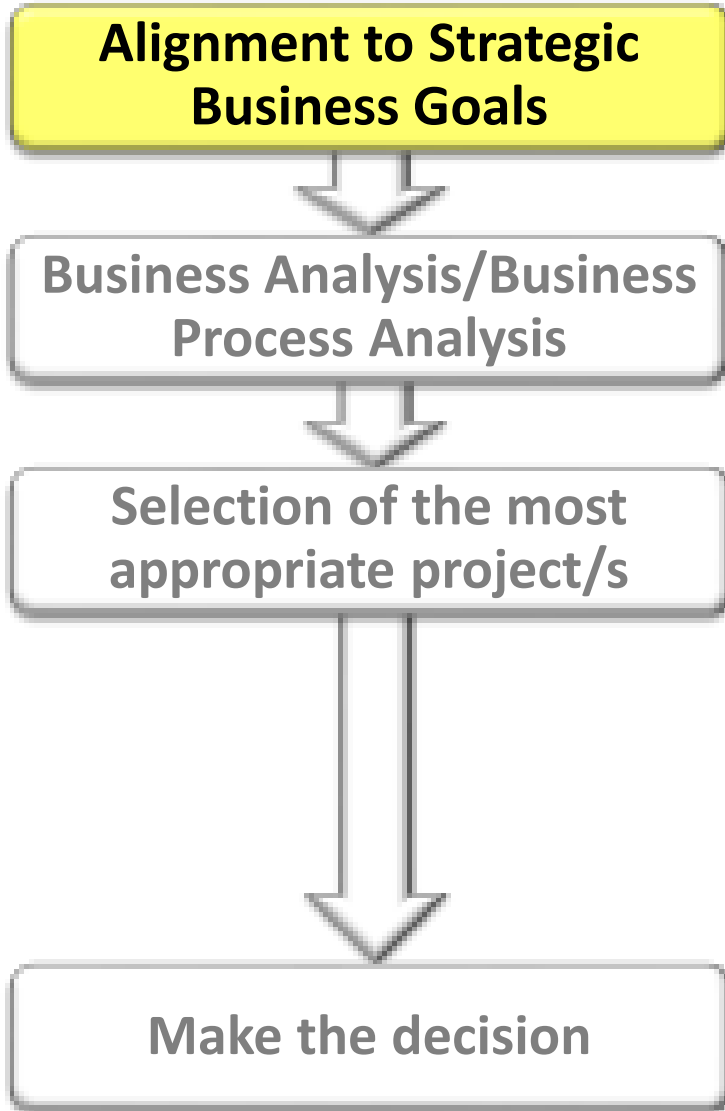 Alignment to Strategic
Business Goals
Business Analysis/Business
Process Analysis
Selection of the most
appropriate project/s
Make the decision